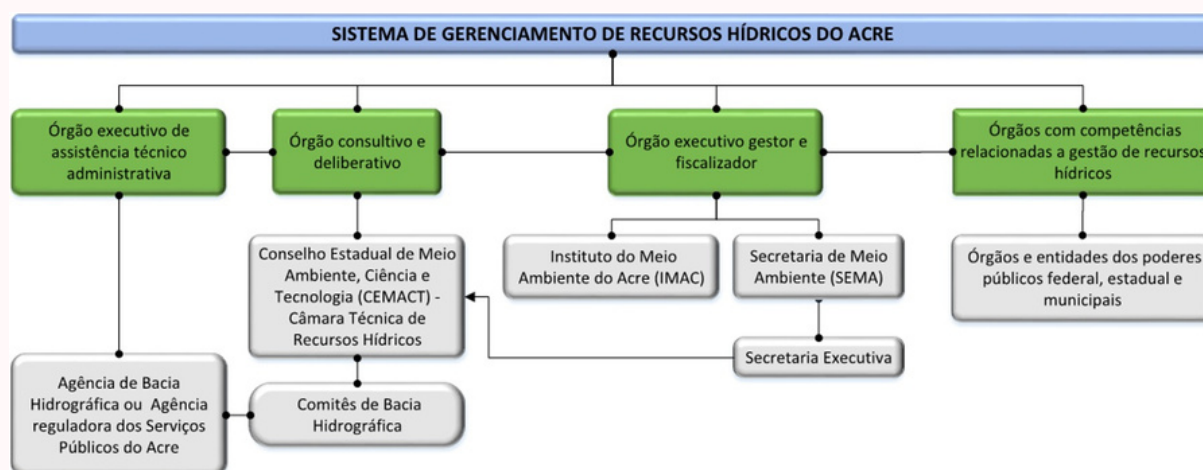 SISTEMA DE GERENCIAMENTO DE RECURSOS HÍDRICOS DO ACRE
Órgão executivo de
assistência técnico
administrativa
Órgão consultivo e
deliberativo
Órgão executivo gestor e
fiscalizador
Órgãos com competências
relacionadas a gestão de recursos
hídricos
Conselho Estadual de Meio
Ambiente, Ciência e
Tecnologia (CEMACT) -
Câmara Técnica de
Recursos Hídricos
Instituto do Meio
Ambiente do Acre (IMAC)
Secretaria de Meio
Ambiente (SEMA)
Órgãos e entidades dos poderes
públicos federal, estadual e
municipais
Secretaria Executiva
Agência de Bacia
Hidrográfica ou Agência
reguladora dos Serviços
Públicos do Acre
Comitês de Bacia
Hidrográfica